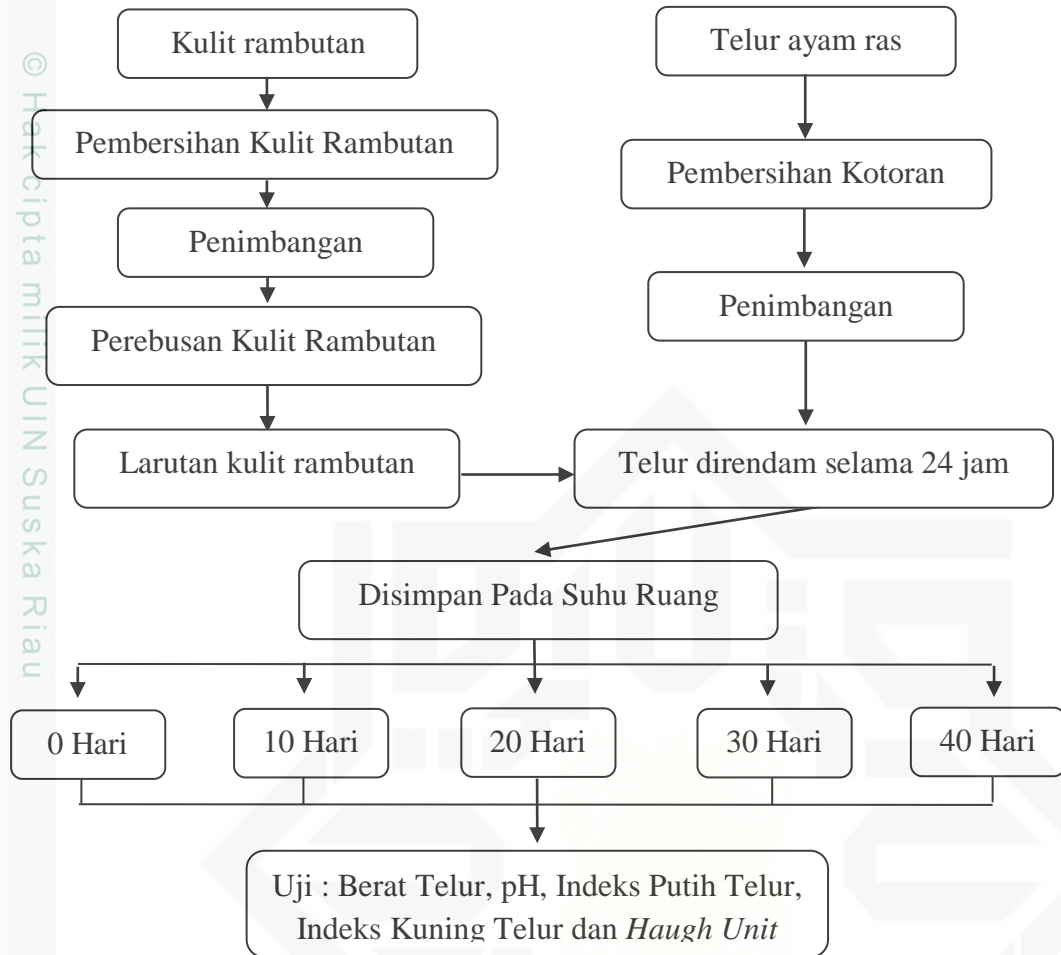 Kulit rambutan
Telur ayam ras
Pembersihan Kulit Rambutan
Pembersihan Kotoran
Penimbangan
Penimbangan
Perebusan Kulit Rambutan
Larutan kulit rambutan
Telur direndam selama 24 jam
Disimpan Pada Suhu Ruang
0 Hari
10 Hari
20 Hari
30 Hari
40 Hari
Uji : Berat Telur, pH, Indeks Putih Telur,
Indeks Kuning Telur dan Haugh Unit
© Hak cipta milik UIN Suska Riau